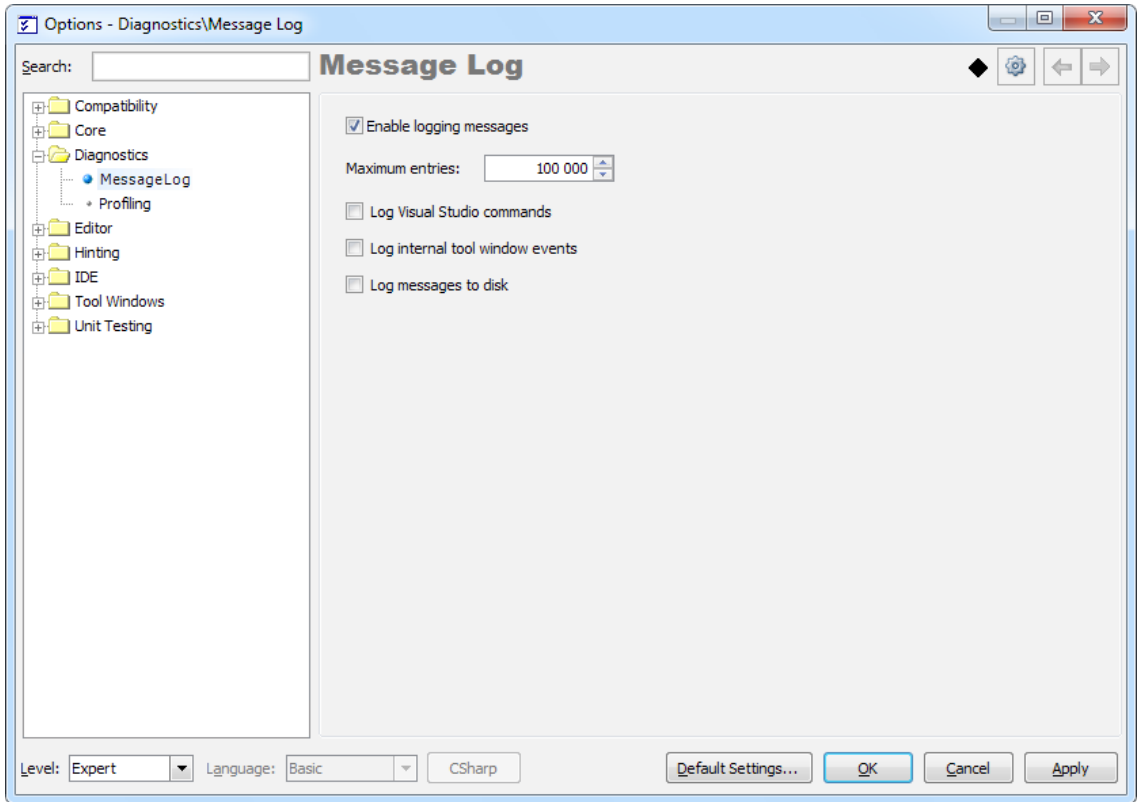 Options - Diagnostics\Message Log
Search:
Message Log
Compatibility
Core
Diagnostics
MessageLog
Profiling
Editor
Hinting
IDE
Tool Windows
Unit Testing
Enable logging messages
Maximum entries: 100 000
Log Visual Studio commands
Log internal tool window events
Log messages to disk
Level: Expert Language: Basic CSharp Default Settings... OK Cancel Apply